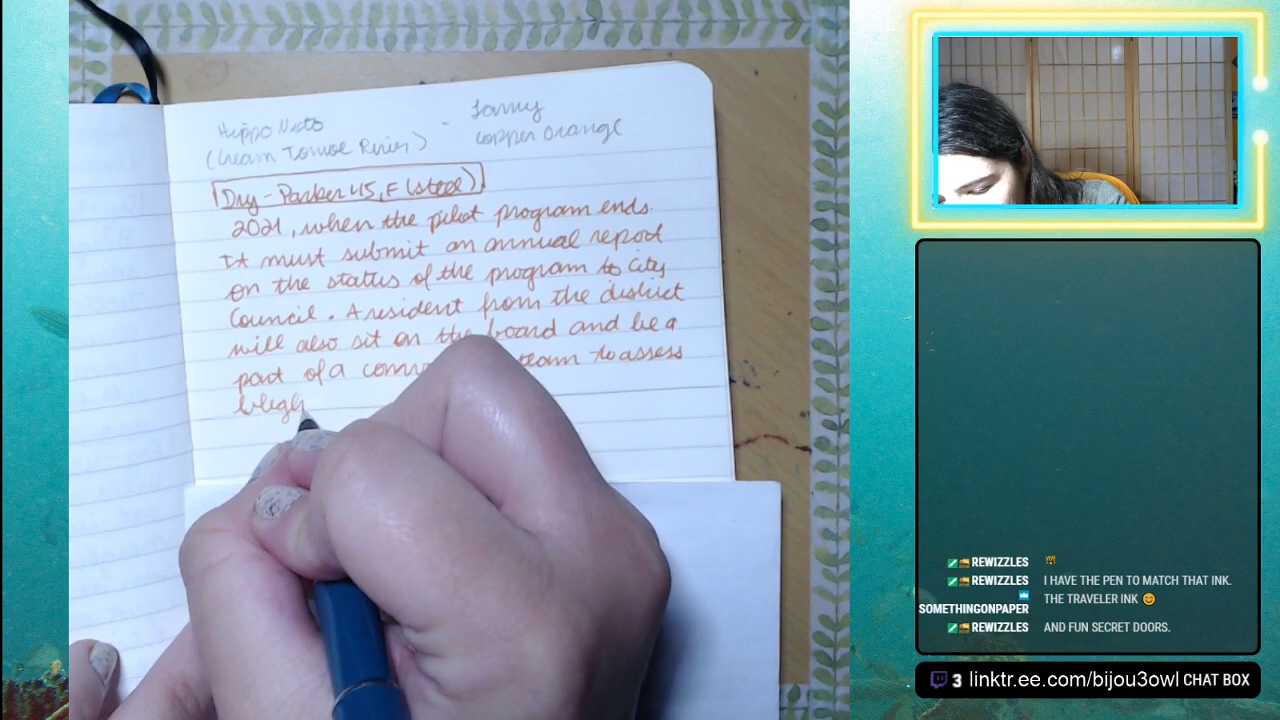 Hippo Noto
(Cream Tomoe River) -
Lamy
Copper Orange
Dry - Parker 45, F (steel)
2021, when the pilot program ends.
It must submit an annual report
on the status of the program to city
Council. A resident from the district
will also sit on the board and be a
part of a team to assess
bligh
REWIZZLES
REWIZZLES I HAVE THE PEN TO MATCH THAT INK.
SOMETHINGONPAPER THE TRAVELER INK 😊
REWIZZLES AND FUN SECRET DOORS.
3 linktr.ee.com/bijou3owl CHAT BOX